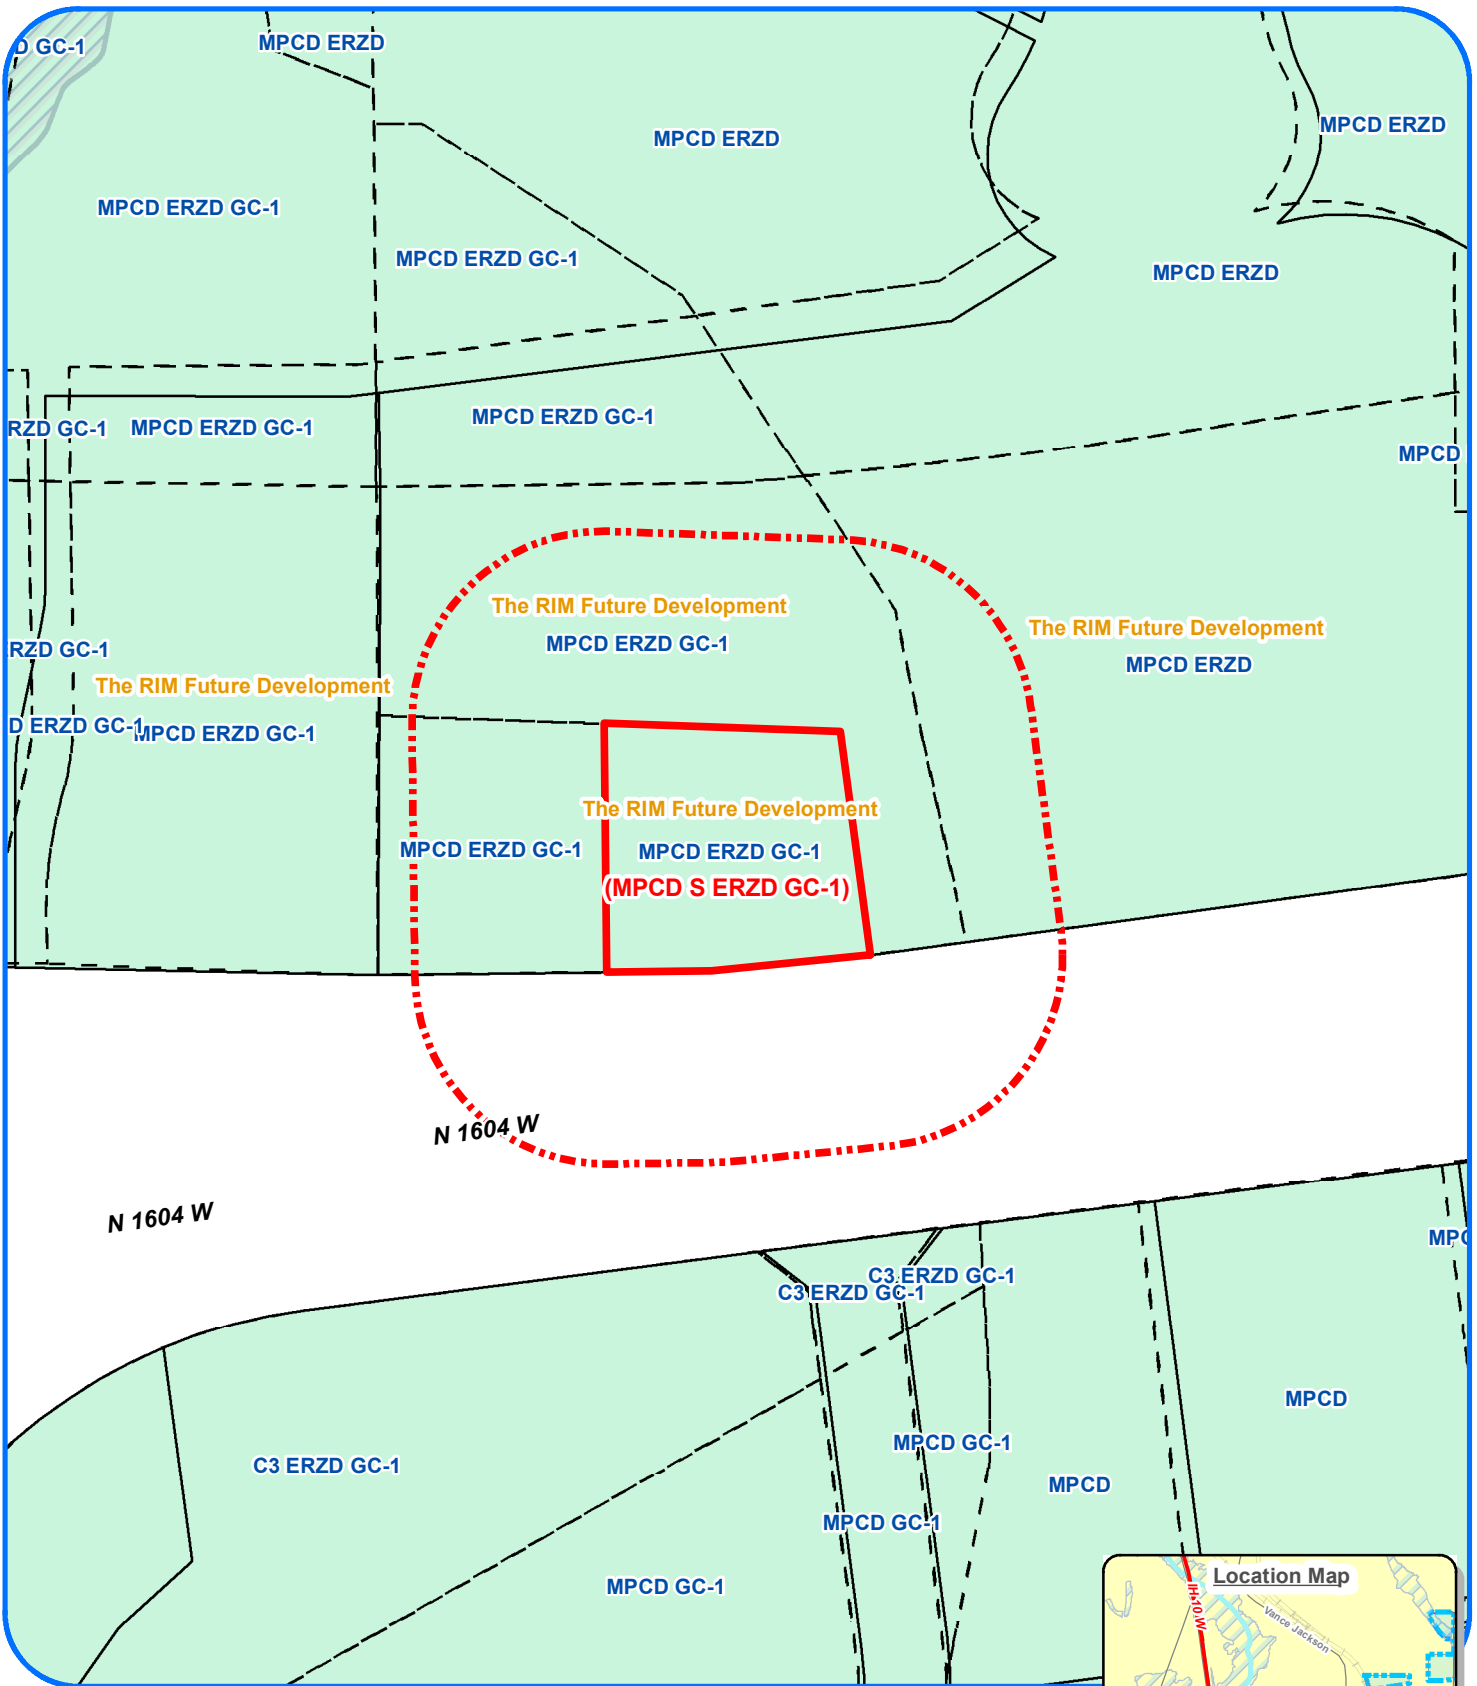 D GC-1
MPCD ERZD
MPCD ERZD
MPCD ERZD
MPCD ERZD GC-1
MPCD ERZD GC-1
MPCD ERZD
MPCD ERZD GC-1
RZD GC-1
MPCD ERZD GC-1
MPCD
The RIM Future Development
MPCD ERZD GC-1
The RIM Future Development
MPCD ERZD
RZD GC-1
The RIM Future Development
D ERZD GC-1
MPCD ERZD GC-1
The RIM Future Development
MPCD ERZD GC-1
MPCD ERZD GC-1
(MPCD S ERZD GC-1)
N 1604 W
N 1604 W
MPC
C3 ERZD GC-1
C3 ERZD GC-1
MPCD
MPCD GC-1
C3 ERZD GC-1
MPCD
MPCD GC-1
MPCD GC-1
Location Map
IH 10 W
Vance Jackson